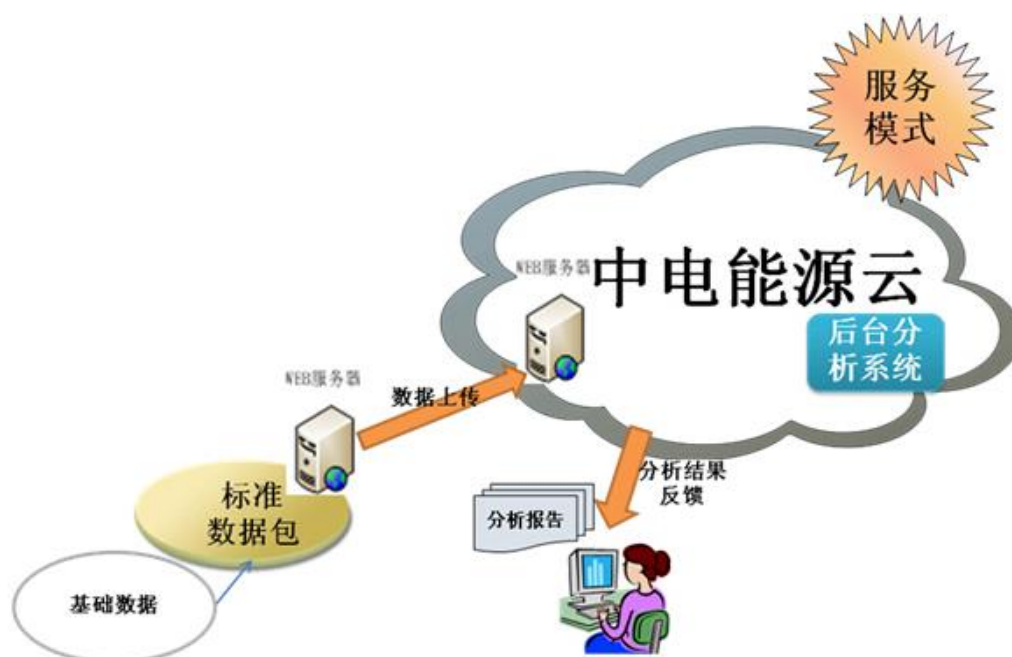 服务
模式
WEB服务器
中电能源云
后台分
析系统
WEB服务器
数据上传
分析结果
反馈
标准
数据包
分析报告
基础数据